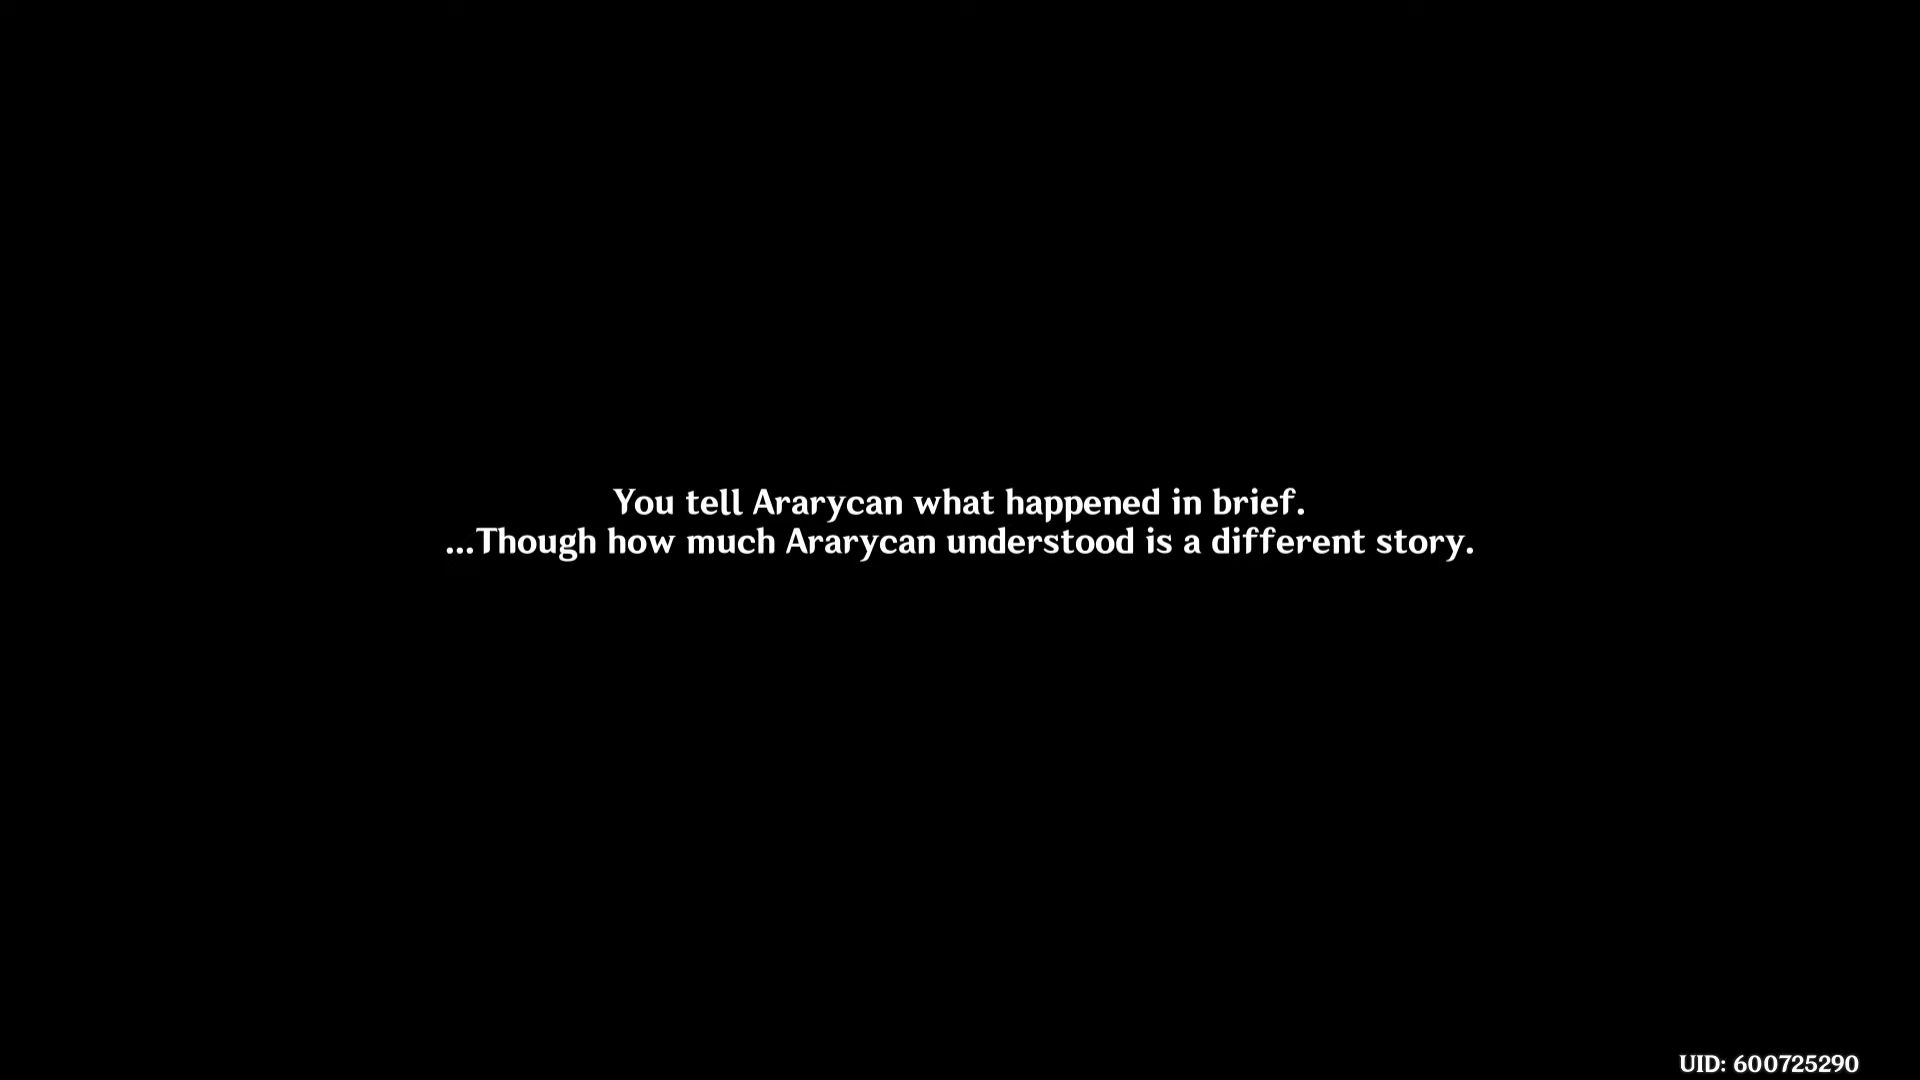 You tell Ararycan what happened in brief.
...Though how much Ararycan understood is a different story.
UID: 600725290